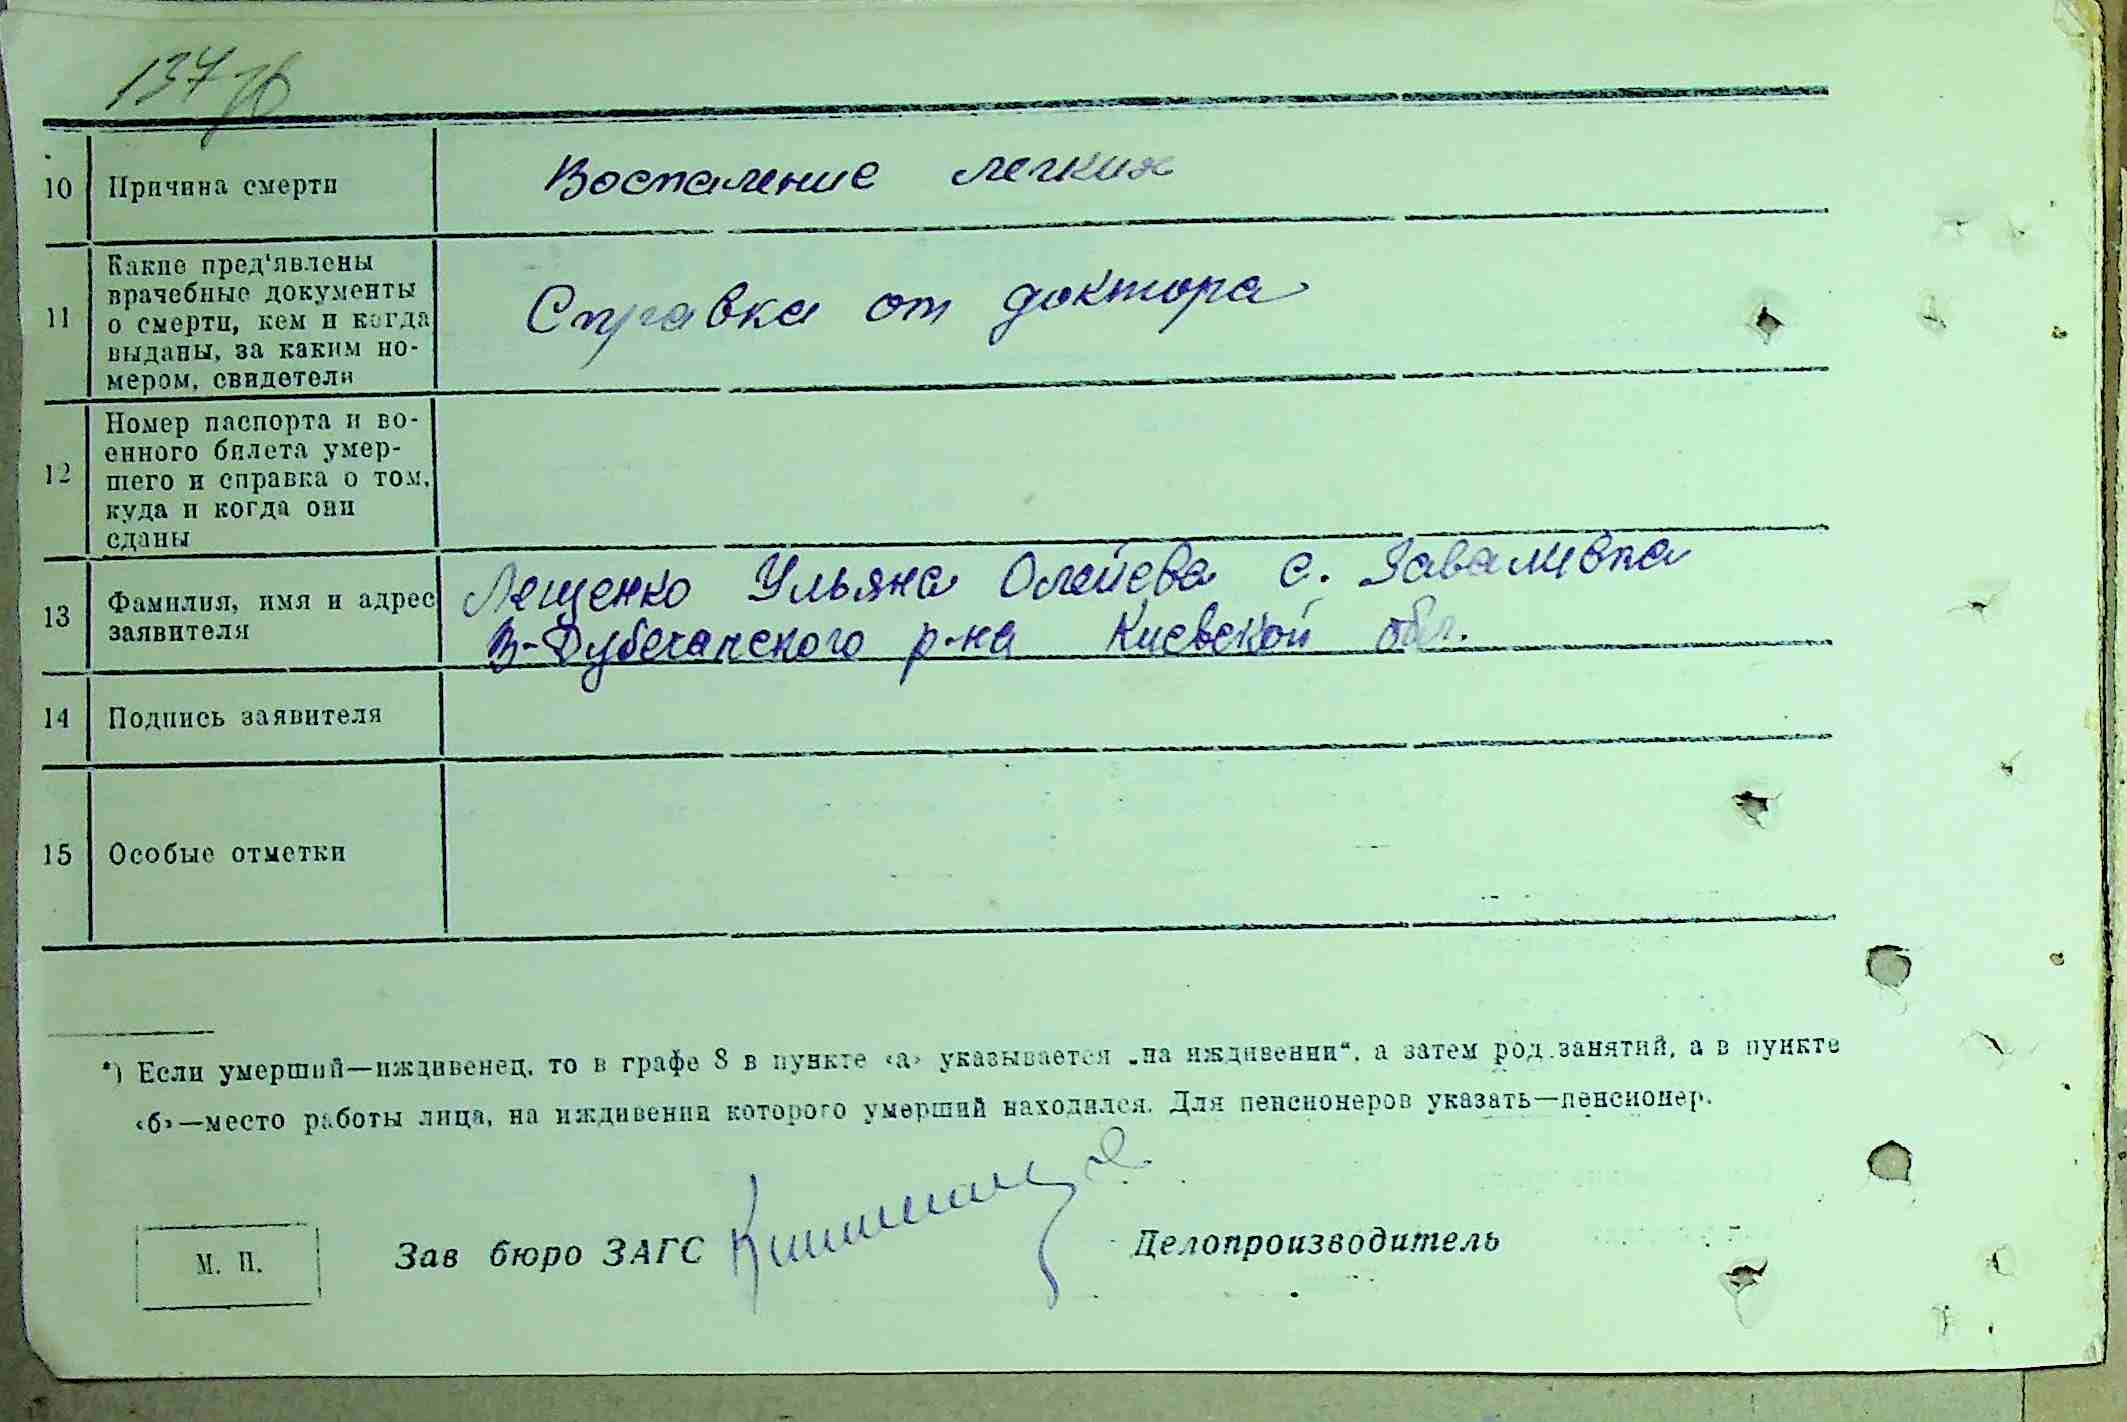 137
10 Причина смерти Воспаление легких
11 Какие пред'явлены
врачебные документы
о смерти, кем и когда
выданы, за каким но-
мером, свидетели
Справка от доктора
12 Номер паспорта и во-
енного билета умер-
шего и справка о том,
куда и когда они
сданы
13 Фамилия, имя и адрес
заявителя
Лещенко Ульяна с. Заваливка
В-Дубечанского р-на Киевской обл.
14 Подпись заявителя
15 Особые отметки
*) Если умерший—иждивенец, то в графе 8 в пункте «а» указывается „на иждивении“, а затем род занятий, а в пункте
«б»—место работы лица, на иждивении которого умерший находился. Для пенсионеров указать—пенсионер.
М. П. Зав бюро ЗАГС Делопроизводитель